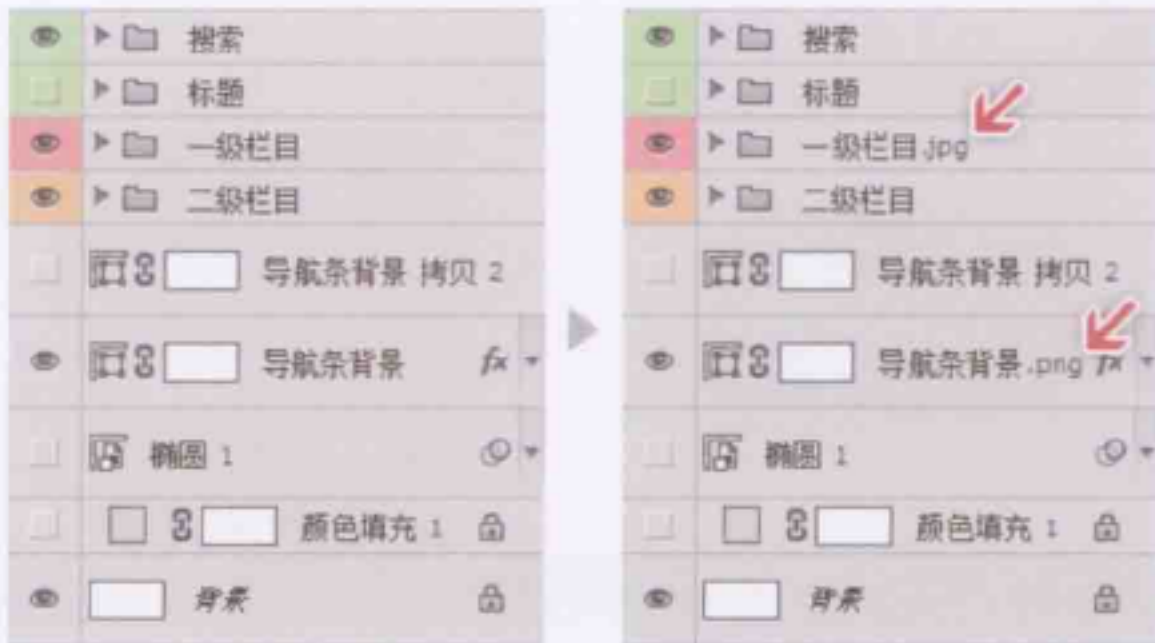 搜索
标题
一级栏目
二级栏目
导航条背景 拷贝 2
导航条背景 fx
椭圆 1
颜色填充 1
背景
搜索
标题
一级栏目.jpg
二级栏目
导航条背景 拷贝 2
导航条背景.png fx
椭圆 1
颜色填充 1
背景